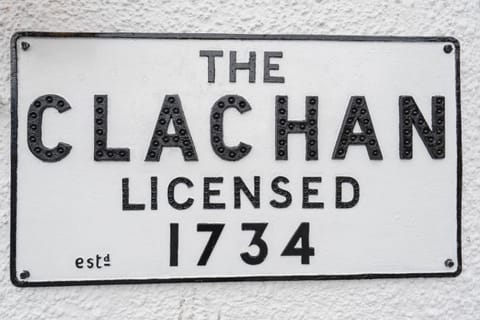 THE
CLACHAN
LICENSED
estd 1734